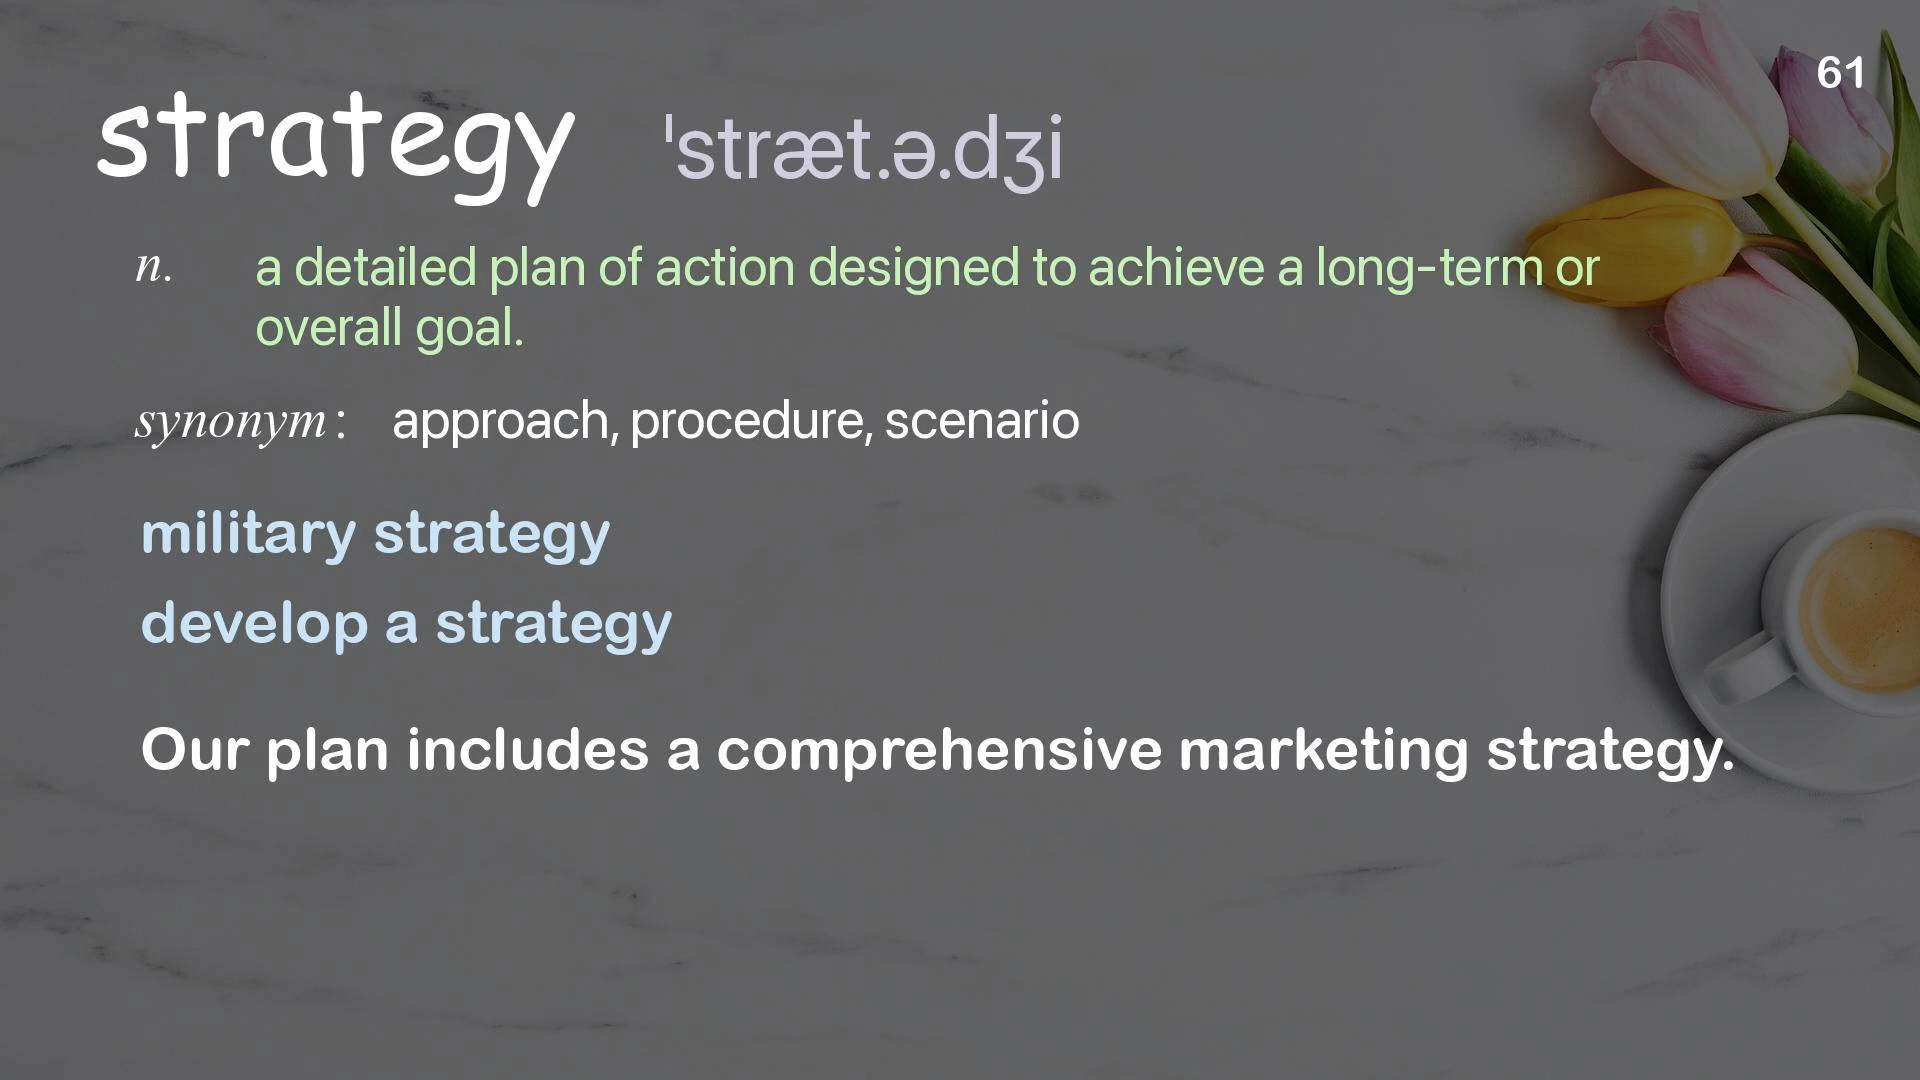 61
strategy ˈstræt.ə.dʒi
n. a detailed plan of action designed to achieve a long-term or
overall goal.
synonym: approach, procedure, scenario
military strategy
develop a strategy
Our plan includes a comprehensive marketing strategy.